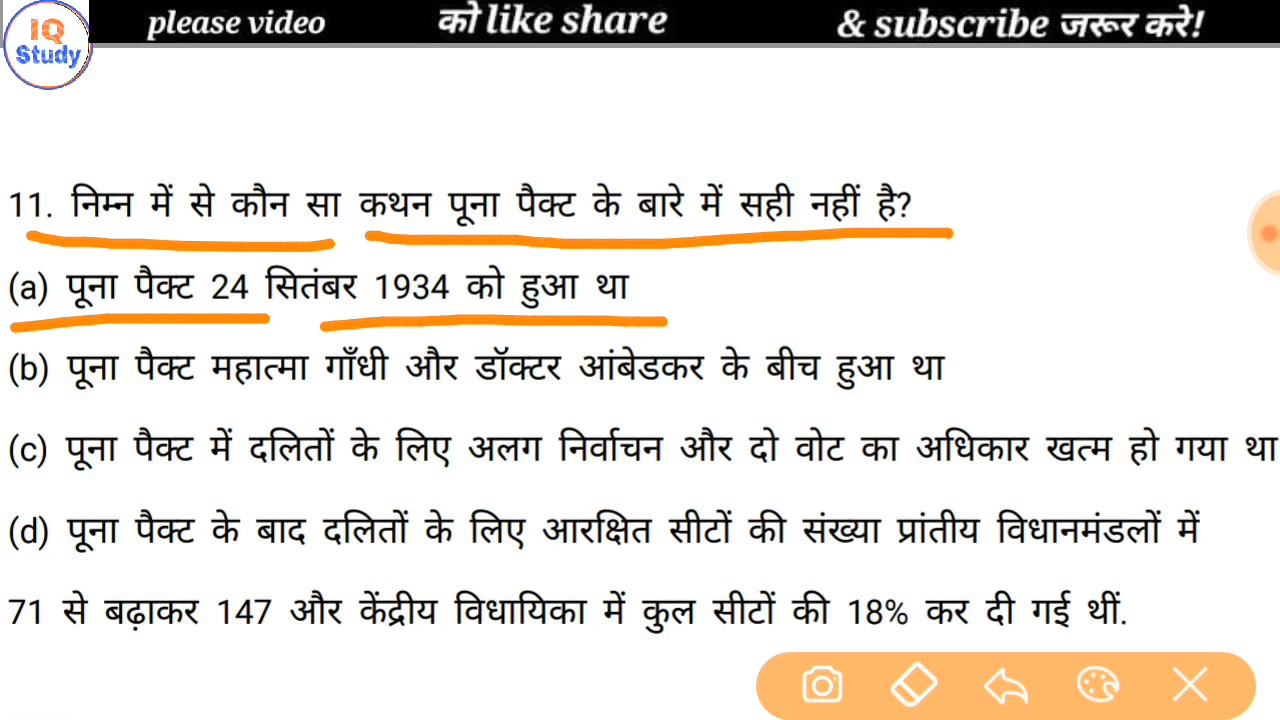 please video को like share & subscribe जरूर करे!
IQ
Study
11. निम्न में से कौन सा कथन पूना पैक्ट के बारे में सही नहीं है?
(a) पूना पैक्ट 24 सितंबर 1934 को हुआ था
(b) पूना पैक्ट महात्मा गाँधी और डॉक्टर आंबेडकर के बीच हुआ था
(c) पूना पैक्ट में दलितों के लिए अलग निर्वाचन और दो वोट का अधिकार खत्म हो गया था
(d) पूना पैक्ट के बाद दलितों के लिए आरक्षित सीटों की संख्या प्रांतीय विधानमंडलों में
71 से बढ़ाकर 147 और केंद्रीय विधायिका में कुल सीटों की 18% कर दी गई थीं.